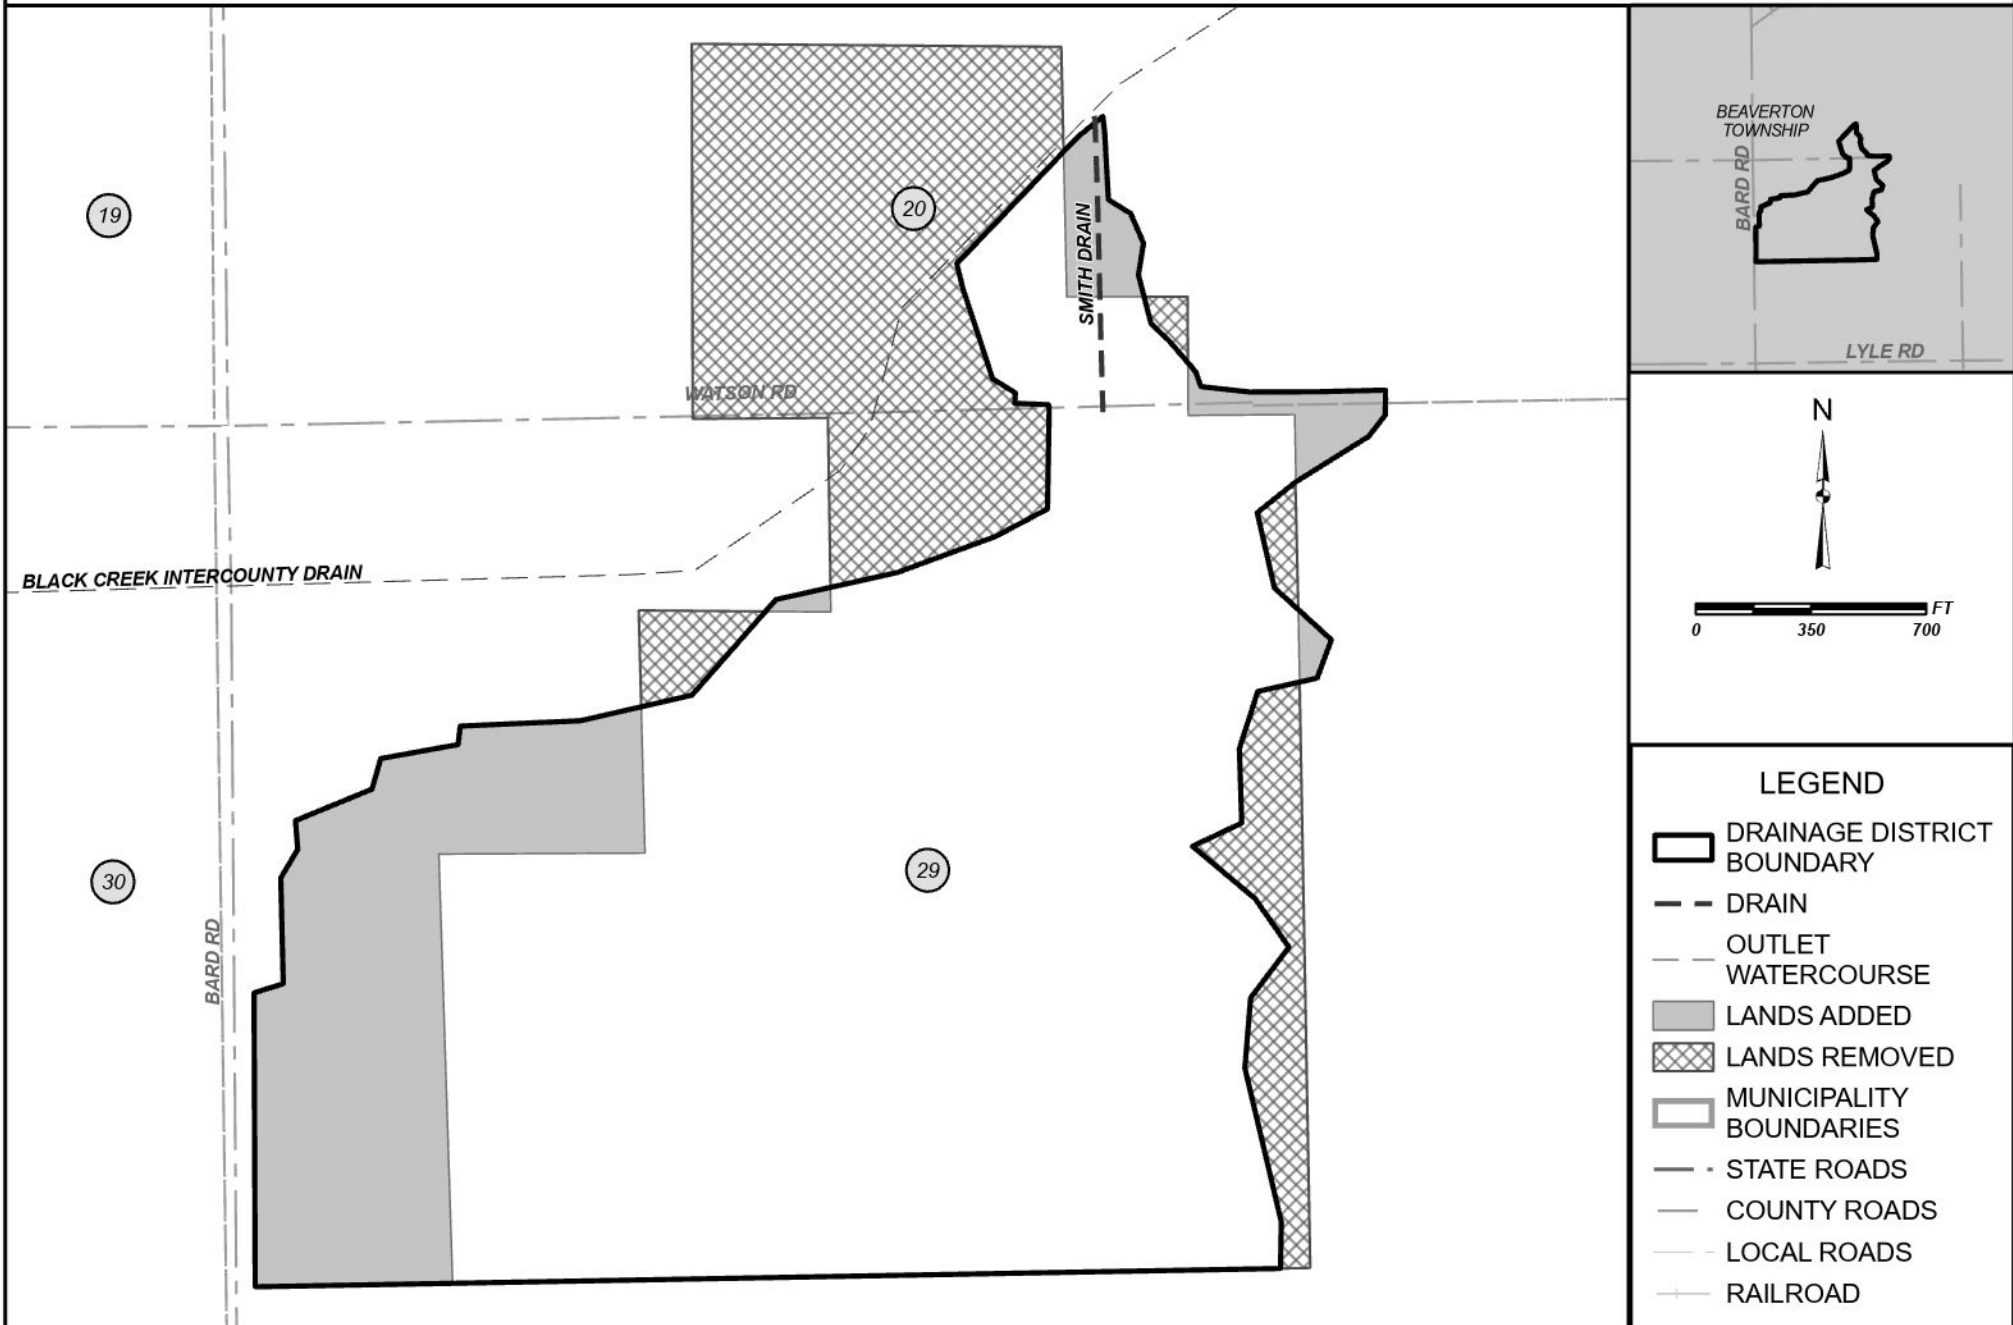 19
20
SMITH DRAIN
WATSON RD
BLACK CREEK INTERCOUNTY DRAIN
30
29
BARD RD
BEAVERTON
TOWNSHIP
BARD RD
LYLE RD
N
FT
0 350 700
LEGEND
DRAINAGE DISTRICT
BOUNDARY
DRAIN
OUTLET
WATERCOURSE
LANDS ADDED
LANDS REMOVED
MUNICIPALITY
BOUNDARIES
STATE ROADS
COUNTY ROADS
LOCAL ROADS
RAILROAD